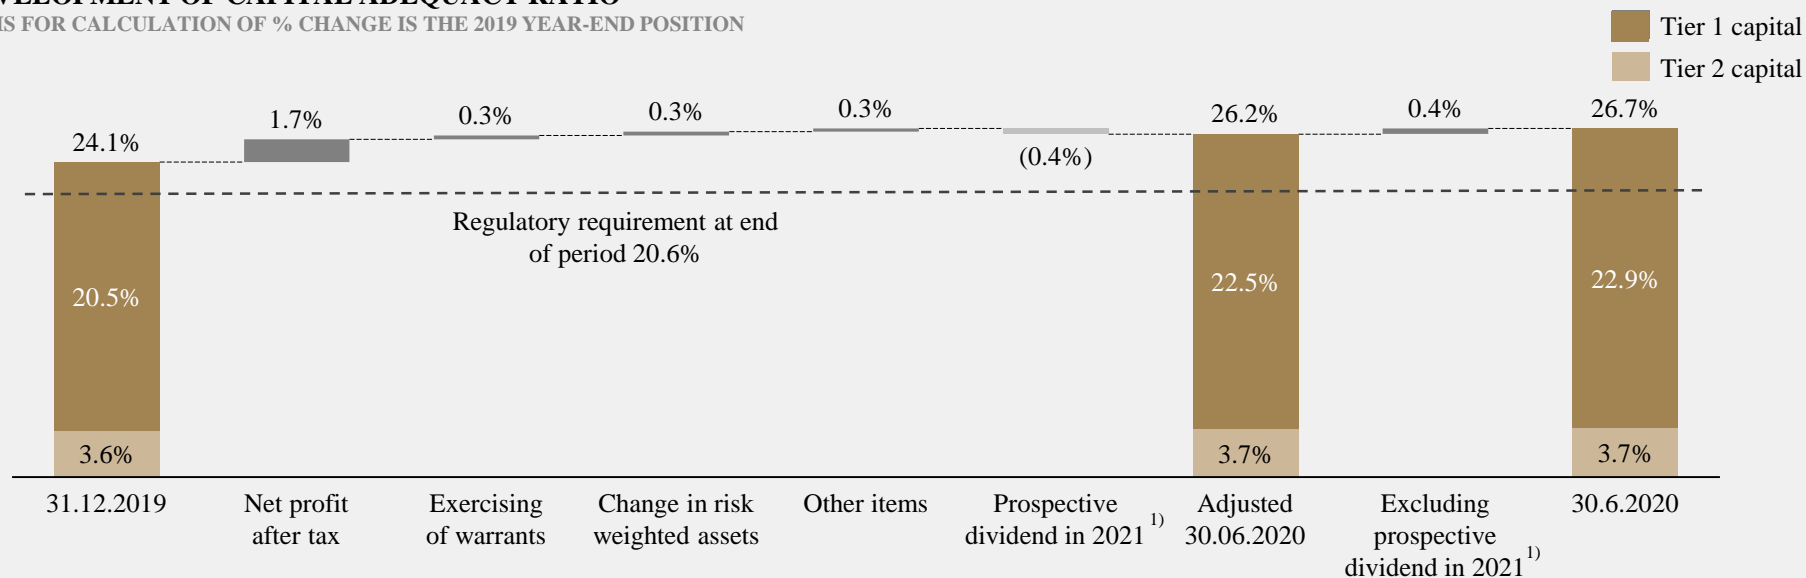 IS FOR CALCULATION OF % CHANGE IS THE 2019 YEAR-END POSITION
Tier 1 capital
Tier 2 capital
24.1%
1.7%
0.3%
0.3%
0.3%
(0.4%)
26.2%
0.4%
26.7%
Regulatory requirement at end
of period 20.6%
20.5%
22.5%
22.9%
3.6%
3.7%
3.7%
31.12.2019
Net profit
after tax
Exercising
of warrants
Change in risk
weighted assets
Other items
Prospective
dividend in 2021 1)
Adjusted
30.06.2020
Excluding
prospective
dividend in 2021 1)
30.6.2020